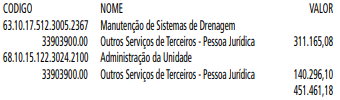 CODIGO NOME VALOR
63.10.17.512.3005.2367 Manutenção de Sistemas de Drenagem
33903900.00 Outros Serviços de Terceiros - Pessoa Jurídica 311.165,08
68.10.15.122.3024.2100 Administração da Unidade
33903900.00 Outros Serviços de Terceiros - Pessoa Jurídica 140.296,10
451.461,18